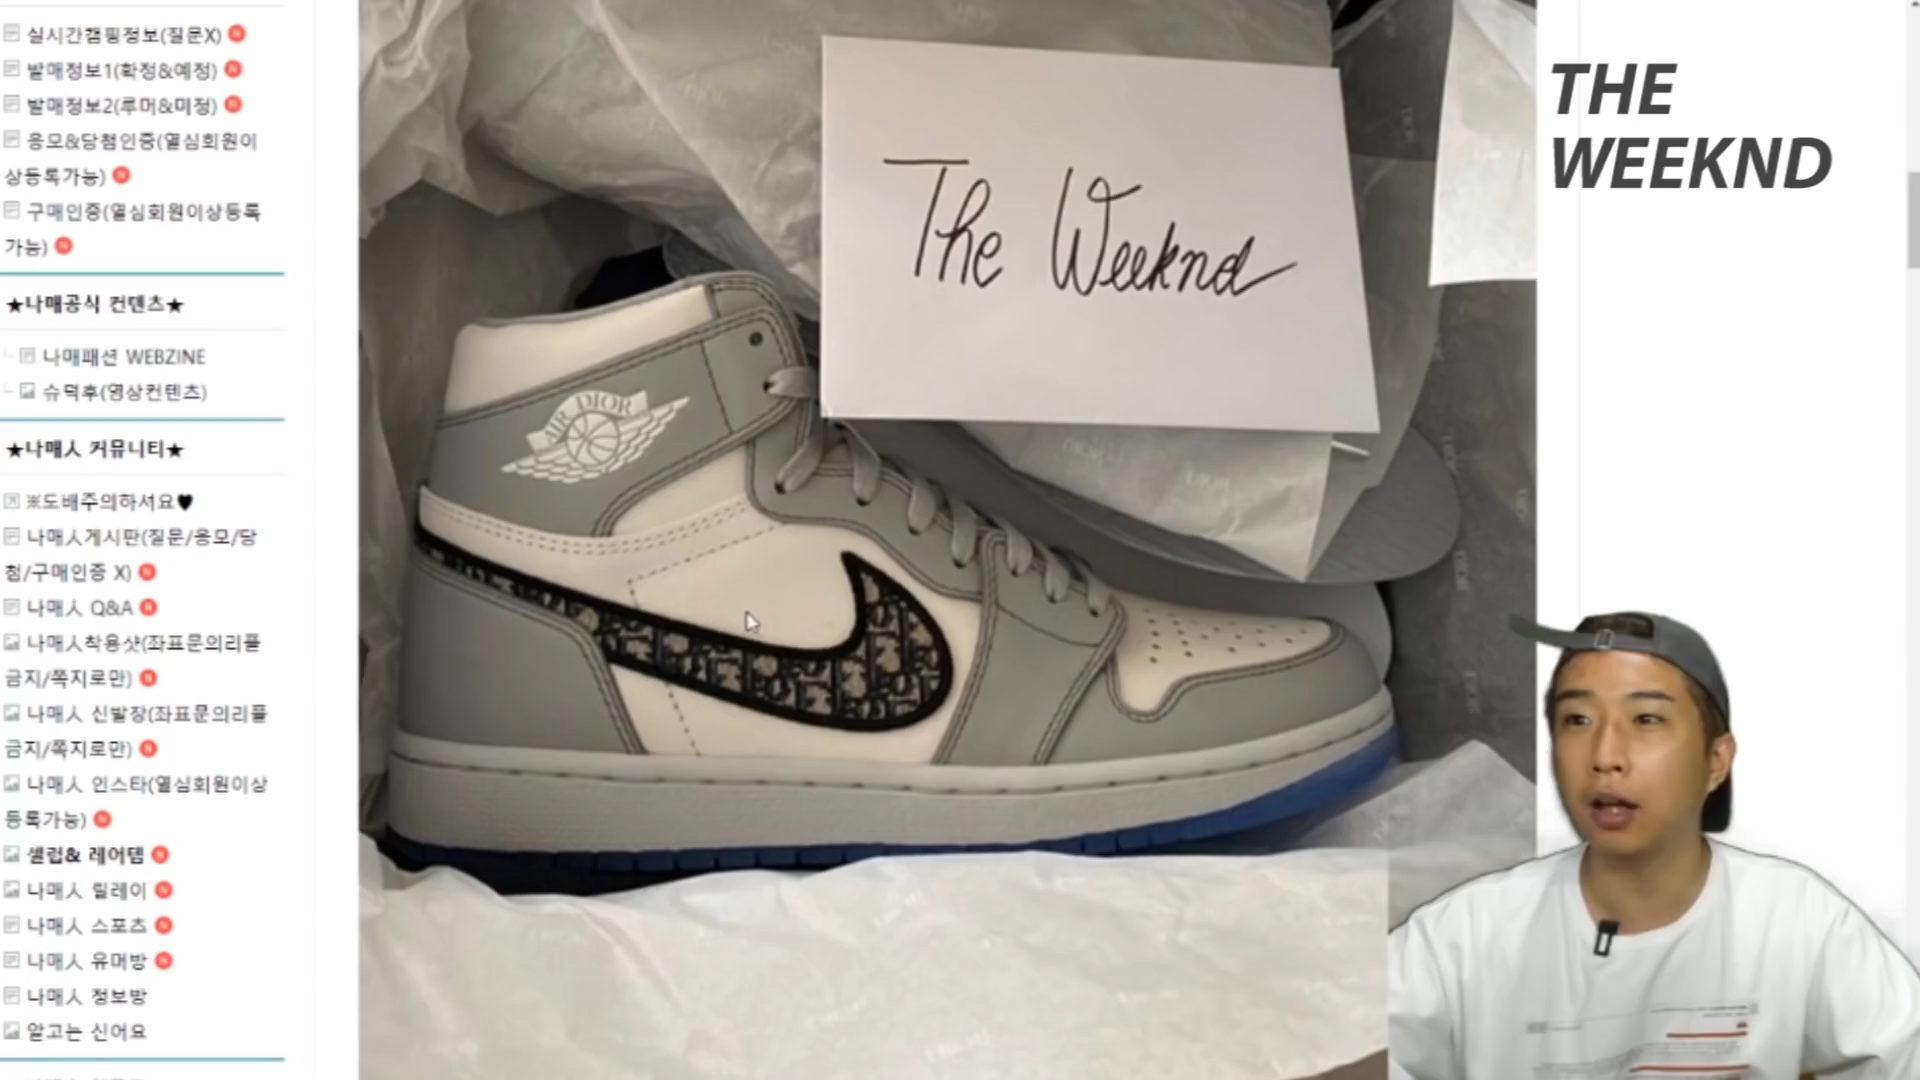 실시간캠핑정보(질문X) N
발매정보1(확정&예정) N
발매정보2(루머&미정) N
응모&당첨인증(열심회원이
상등록가능) N
구매인증(열심회원이상등록
가능) N
★나매공식 컨텐츠★
나매패션 WEBZINE
슈덕후(영상컨텐츠)
★나매人 커뮤니티★
※도배주의하셔요♥
나매人게시판(질문/응모/당
첨/구매인증 X) N
나매人 Q&A N
나매人착용샷(좌표문의리플
금지/쪽지로만) N
나매人 신발장(좌표문의리플
금지/쪽지로만) N
나매人 인스타(열심회원이상
등록가능) N
셀럽& 레어템 N
나매人 릴레이 N
나매人 스포츠 N
나매人 유머방 N
나매人 정보방
알고는 신어요
The Weeknd
AIR DIOR
THE
WEEKND